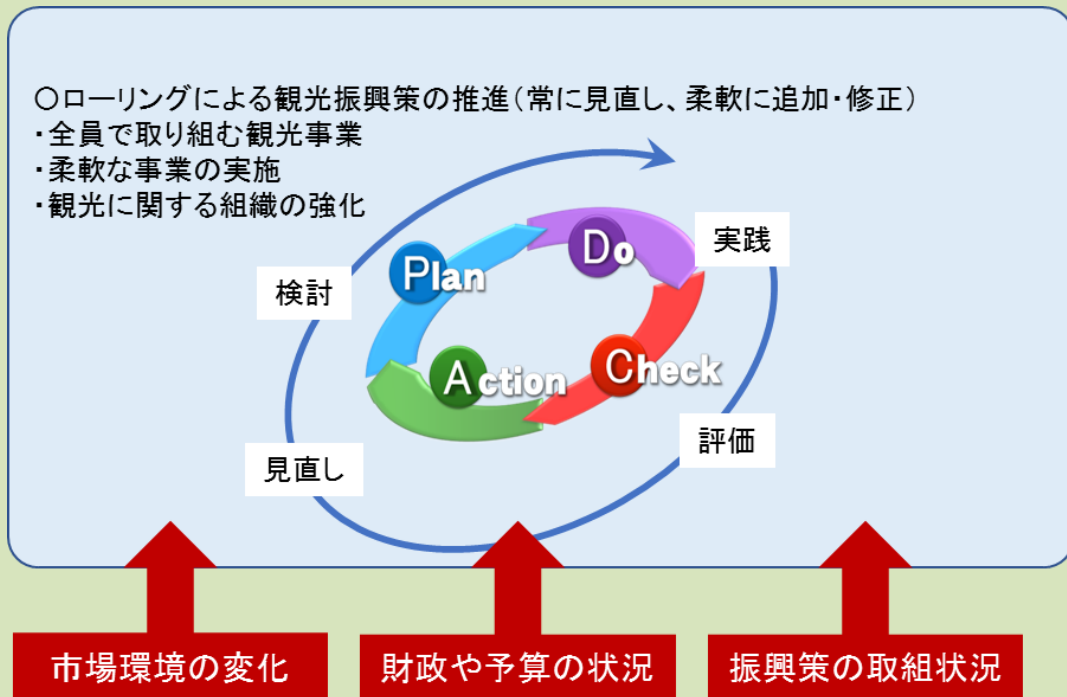 〇ローリングによる観光振興策の推進(常に見直し、柔軟に追加・修正)
・全員で取り組む観光事業
・柔軟な事業の実施
・観光に関する組織の強化
Plan
Do
実践
検討
Action
Check
見直し
評価
市場環境の変化
財政や予算の状況
振興策の取組状況